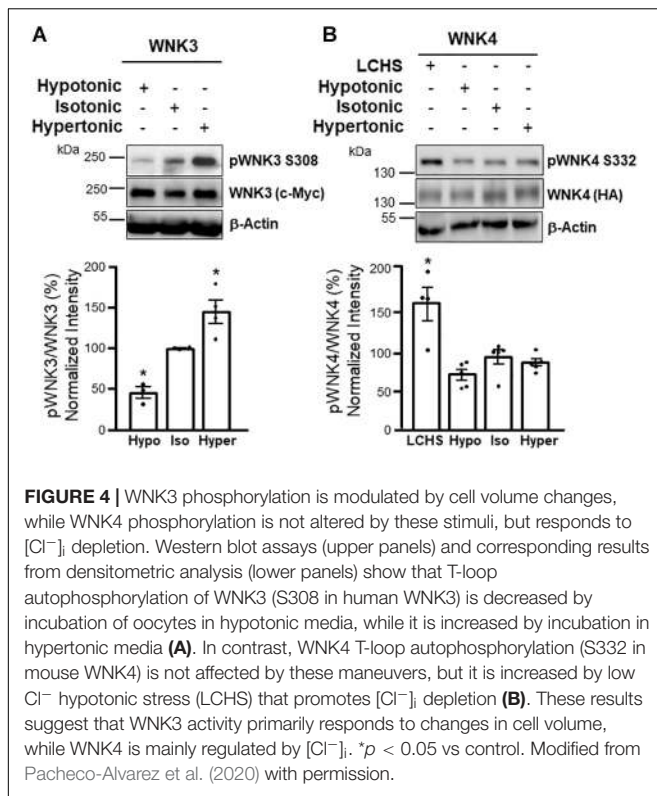 A
WNK3
Hypotonic + - -
Isotonic - + -
Hypertonic - - +
kDa
250 pWNK3 S308
250 WNK3 (c-Myc)
55 β-Actin
pWNK3/WNK3 (%)
Normalized Intensity
200
150
100
50
0
* *
Hypo Iso Hyper
B
WNK4
LCHS + - - -
Hypotonic - + - -
Isotonic - - + -
Hypertonic - - - +
kDa
130 pWNK4 S332
130 WNK4 (HA)
55 β-Actin
pWNK4/WNK4 (%)
Normalized Intensity
200
150
100
50
0
*
LCHS Hypo Iso Hyper
FIGURE 4 | WNK3 phosphorylation is modulated by cell volume changes,
while WNK4 phosphorylation is not altered by these stimuli, but responds to
[Cl⁻]ᵢ depletion. Western blot assays (upper panels) and corresponding results
from densitometric analysis (lower panels) show that T-loop
autophosphorylation of WNK3 (S308 in human WNK3) is decreased by
incubation of oocytes in hypotonic media, while it is increased by incubation in
hypertonic media (A). In contrast, WNK4 T-loop autophosphorylation (S332 in
mouse WNK4) is not affected by these maneuvers, but it is increased by low
Cl⁻ hypotonic stress (LCHS) that promotes [Cl⁻]ᵢ depletion (B). These results
suggest that WNK3 activity primarily responds to changes in cell volume,
while WNK4 is mainly regulated by [Cl⁻]ᵢ. *p < 0.05 vs control. Modified from
Pacheco-Alvarez et al. (2020) with permission.